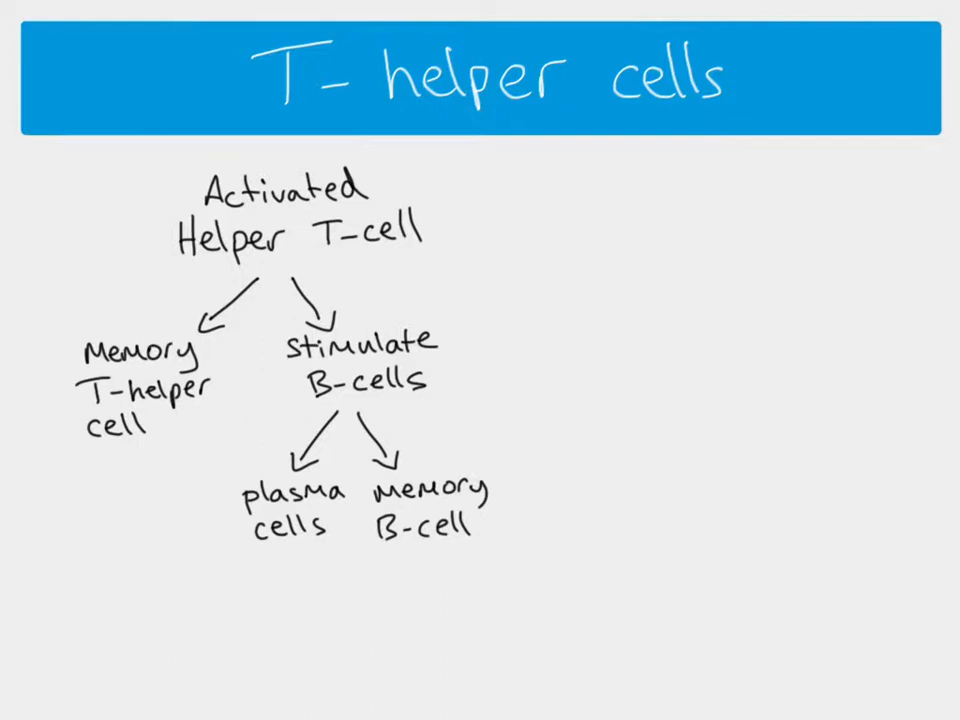 T- helper cells
Activated
Helper T-cell
Memory
T-helper
cell
stimulate
B-cells
plasma
cells
memory
B-cell